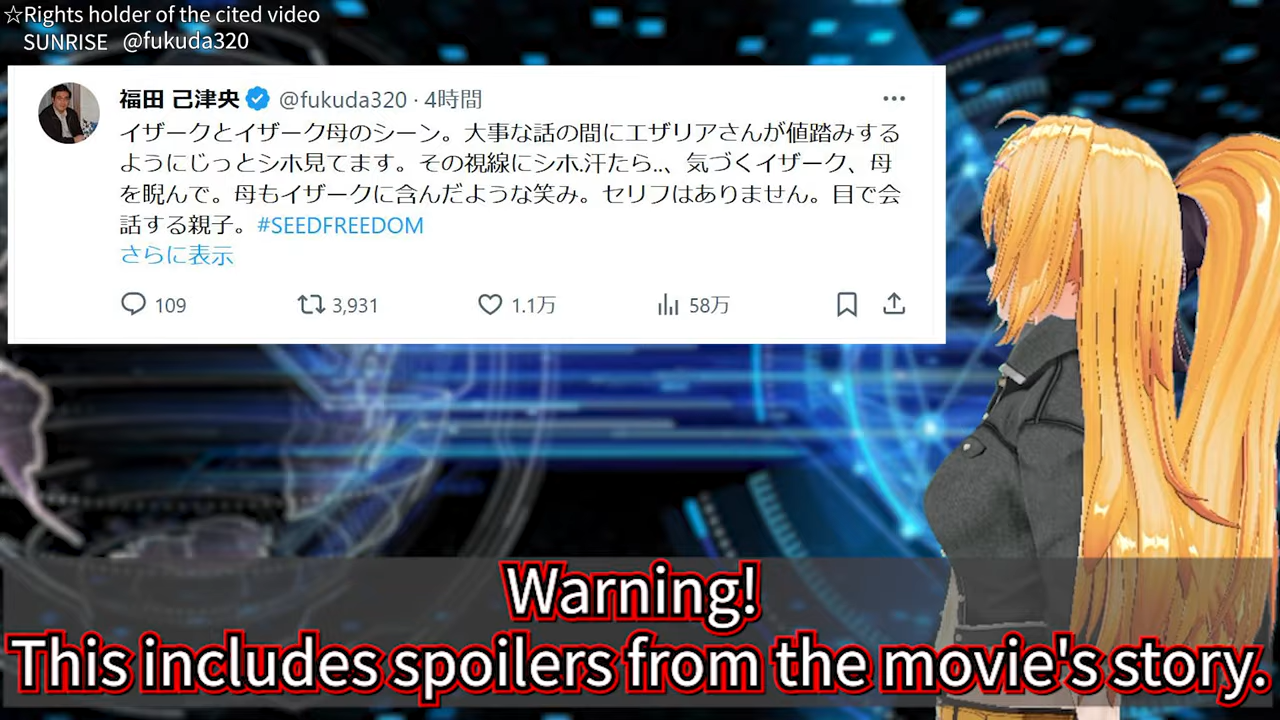 ☆Rights holder of the cited video
SUNRISE @fukuda320
福田 己津央 @fukuda320 · 4時間
イザークとイザーク母のシーン。大事な話の間にエザリアさんが値踏みする
ようにじっとシホ見てます。その視線にシホ.汗たら..、気づくイザーク、母
を睨んで。母もイザークに含んだような笑み。セリフはありません。目で会
話する親子。#SEEDFREEDOM
さらに表示
109 3,931 1.1万 58万
Warning!
This includes spoilers from the movie's story.